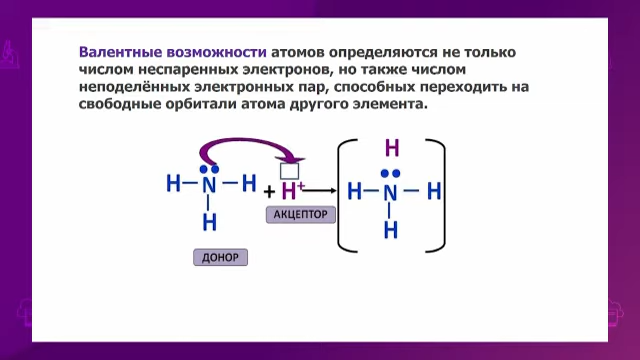 Валентные возможности атомов определяются не только
числом неспаренных электронов, но также числом
неподелённых электронных пар, способных переходить на
свободные орбитали атома другого элемента.
H
H–N–H + H⁺ → H–N–H
H
H
АКЦЕПТОР
ДОНОР